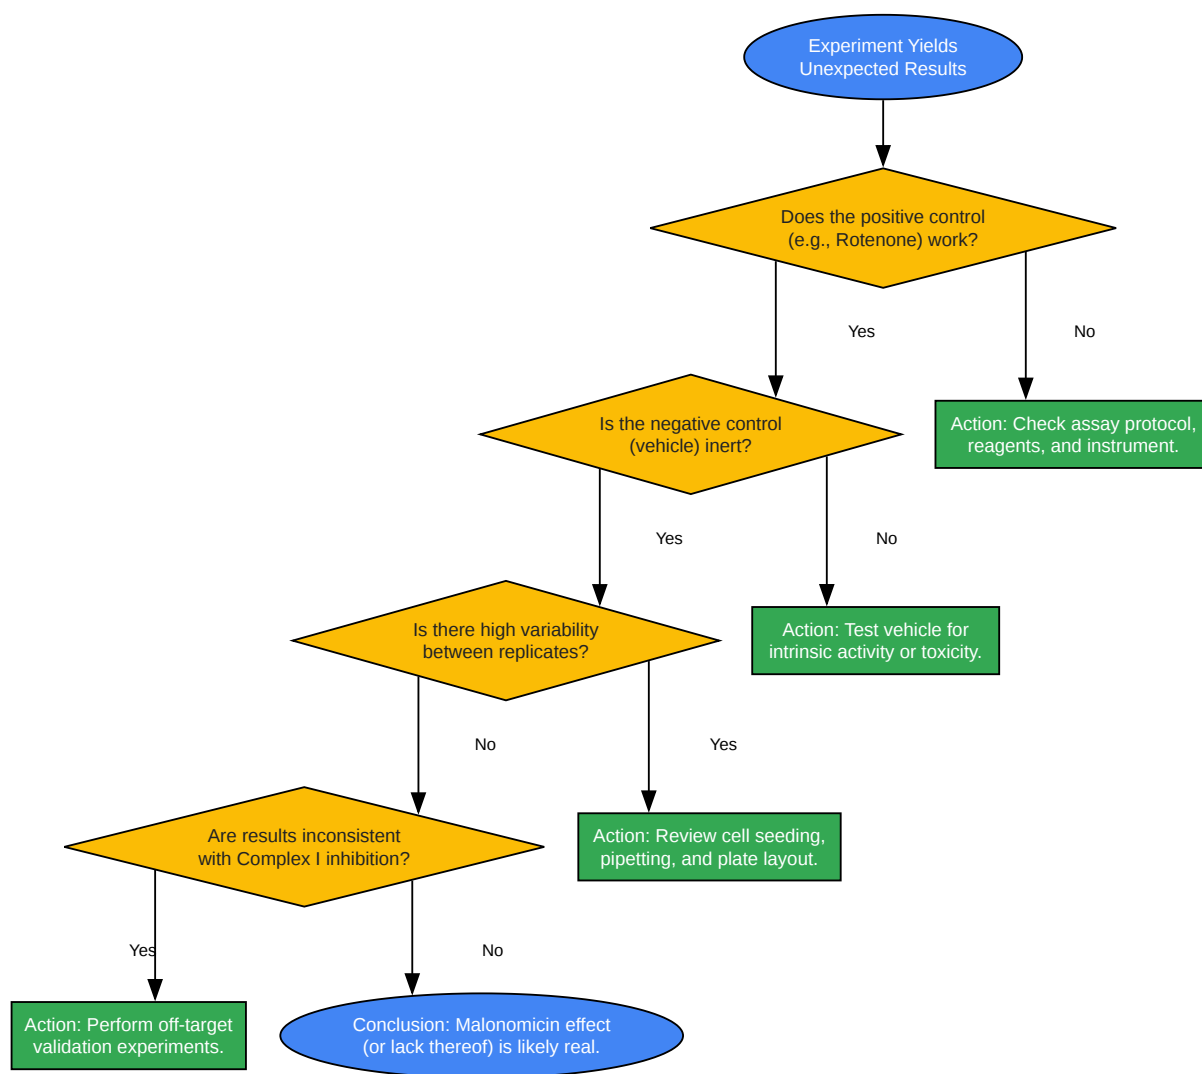 Experiment Yields
Unexpected Results
Does the positive control
(e.g., Rotenone) work?
Yes
No
Is the negative control
(vehicle) inert?
Action: Check assay protocol,
reagents, and instrument.
Yes
No
Is there high variability
between replicates?
Action: Test vehicle for
intrinsic activity or toxicity.
No
Yes
Are results inconsistent
with Complex I inhibition?
Action: Review cell seeding,
pipetting, and plate layout.
Yes
No
Action: Perform off-target
validation experiments.
Conclusion: Malonomicin effect
(or lack thereof) is likely real.